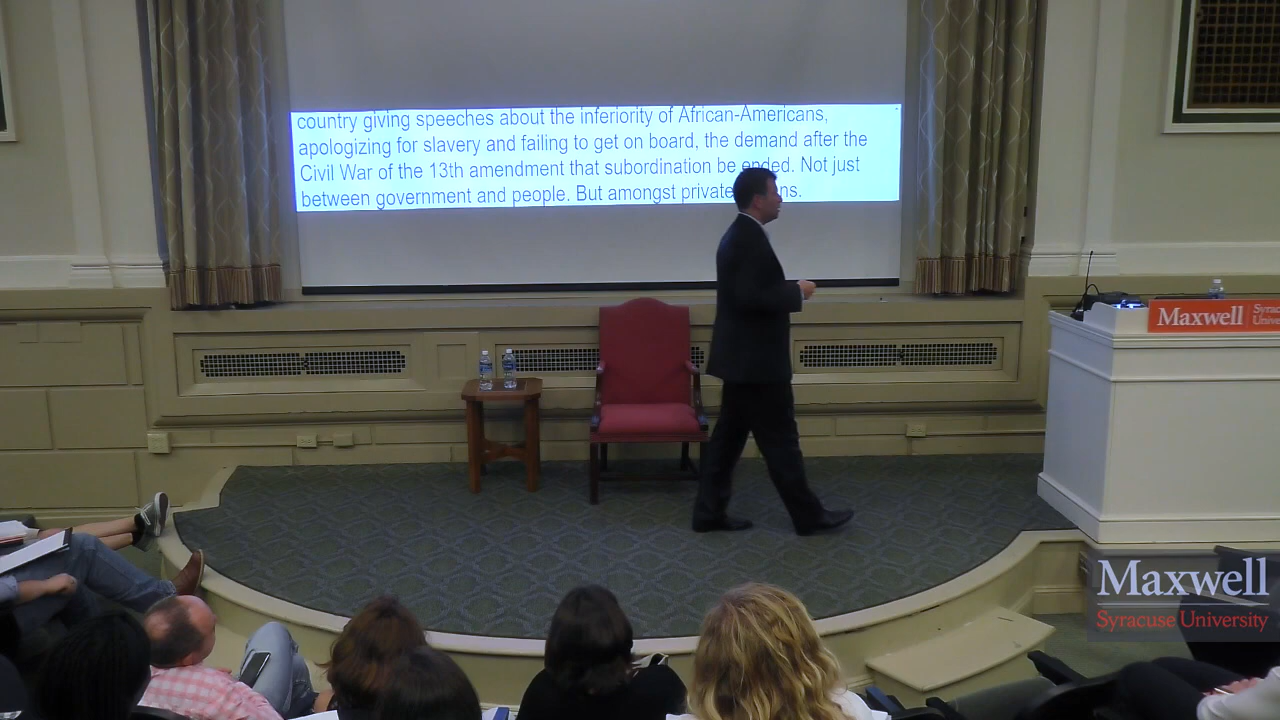 country giving speeches about the inferiority of African-Americans,
apologizing for slavery and failing to get on board, the demand after the
Civil War of the 13th amendment that subordination be ended. Not just
between government and people. But amongst private
Maxwell
Maxwell
Syracuse University